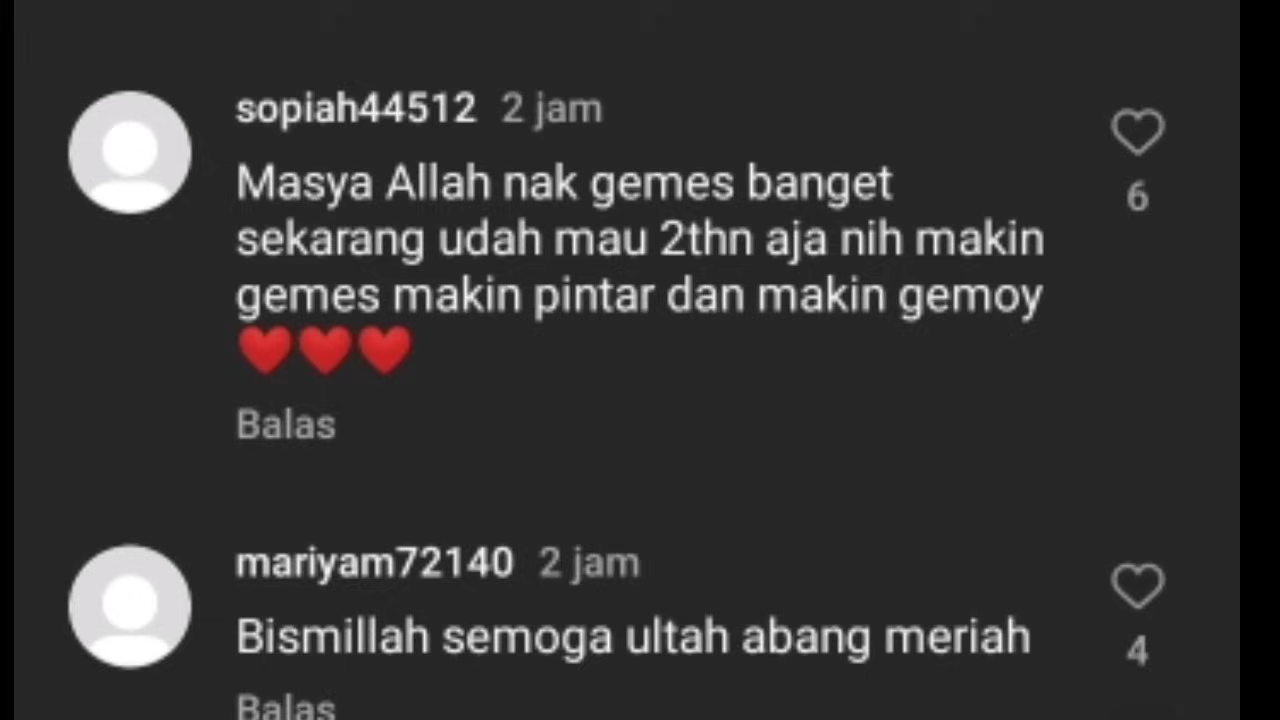 sopiah44512 2 jam
Masya Allah nak gemes banget
sekarang udah mau 2thn aja nih makin
gemes makin pintar dan makin gemoy
❤️❤️❤️
6
Balas
mariyam72140 2 jam
Bismillah semoga ultah abang meriah
4
Balas